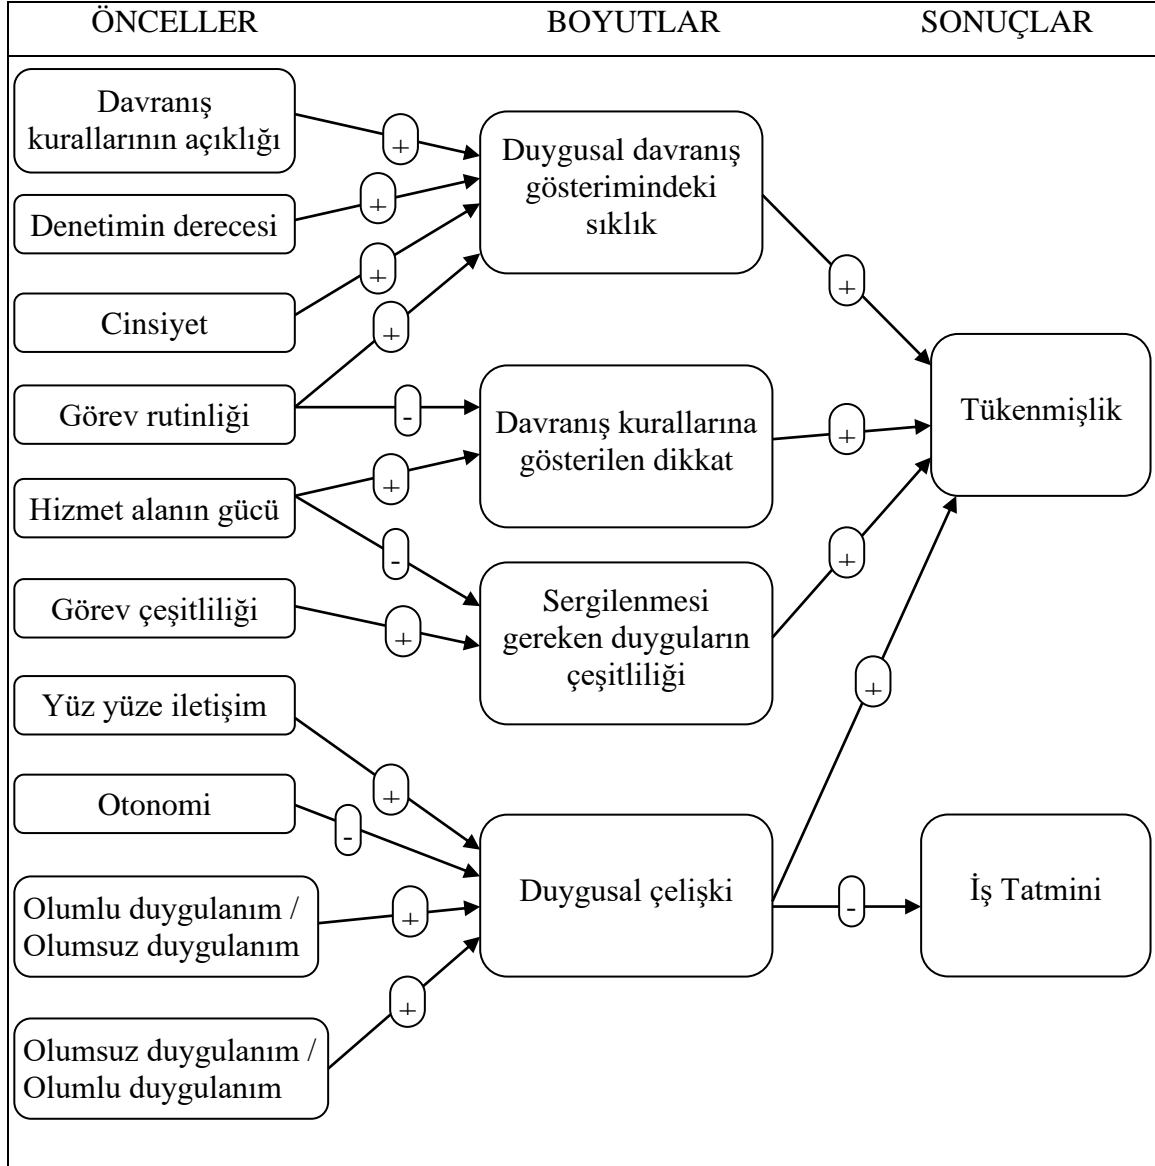 ÖNCELLER
BOYUTLAR
SONUÇLAR
Davranış
kurallarının açıklığı
Denetimin derecesi
Cinsiyet
Görev rutinliği
Hizmet alanın gücü
Görev çeşitliliği
Yüz yüze iletişim
Otonomi
Olumlu duygulanım /
Olumsuz duygulanım
Olumsuz duygulanım /
Olumlu duygulanım
+
+
+
+
-
+
-
+
+
-
+
+
Duygusal davranış
gösterimindeki
sıklık
Davranış kurallarına
gösterilen dikkat
Sergilenmesi
gereken duyguların
çeşitliliği
Duygusal çelişki
+
+
+
+
-
Tükenmişlik
İş Tatmini